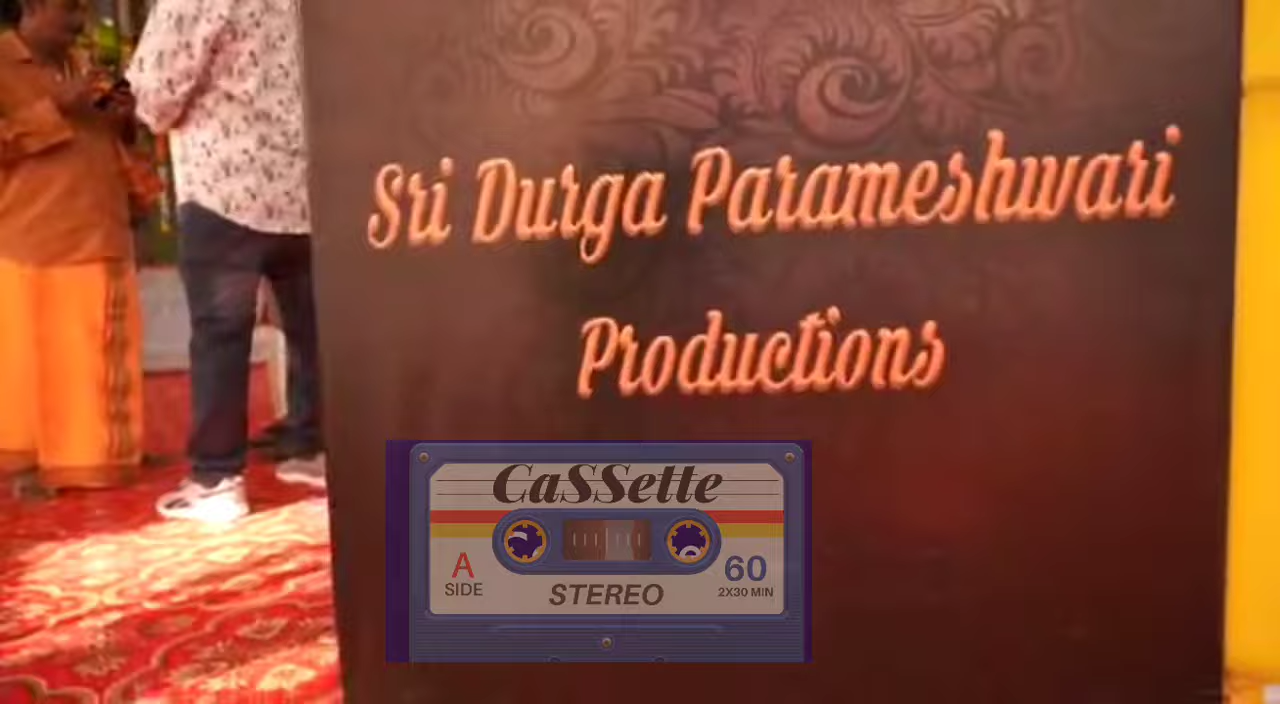 Sri Durga Parameshwari
Productions
CaSSette
A
SIDE
STEREO
60
2X30 MIN